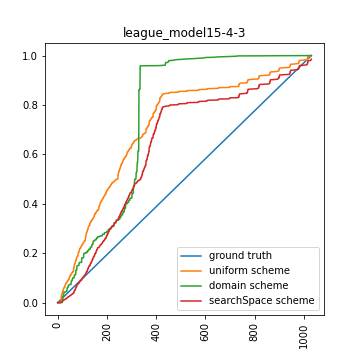 league_model15-4-3
1.0
0.8
0.6
0.4
0.2
0.0
ground truth
uniform scheme
domain scheme
searchSpace scheme
0
200
400
600
800
1000